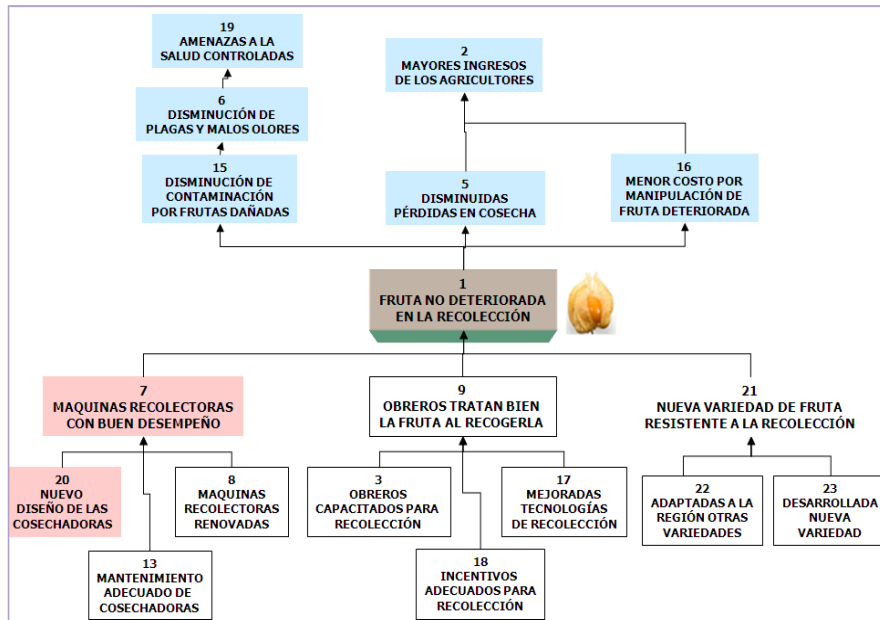 19
AMENAZAS A LA
SALUD CONTROLADAS
2
MAYORES INGRESOS
DE LOS AGRICULTORES
6
DISMINUCIÓN DE
PLAGAS Y MALOS OLORES
15
DISMINUCIÓN DE
CONTAMINACIÓN
POR FRUTAS DAÑADAS
5
DISMINUIDAS
PÉRDIDAS EN COSECHA
16
MENOR COSTO POR
MANIPULACIÓN DE
FRUTA DETERIORADA
1
FRUTA NO DETERIORADA
EN LA RECOLECCIÓN
7
MAQUINAS RECOLECTORAS
CON BUEN DESEMPEÑO
9
OBREROS TRATAN BIEN
LA FRUTA AL RECOGERLA
21
NUEVA VARIEDAD DE FRUTA
RESISTENTE A LA RECOLECCIÓN
20
NUEVO
DISEÑO DE LAS
COSECHADORAS
8
MAQUINAS
RECOLECTORAS
RENOVADAS
3
OBREROS
CAPACITADOS PARA
RECOLECCIÓN
17
MEJORADAS
TECNOLOGÍAS
DE RECOLECCIÓN
22
ADAPTADAS A LA
REGIÓN OTRAS
VARIEDADES
23
DESARROLLADA
NUEVA
VARIEDAD
13
MANTENIMIENTO
ADECUADO DE
COSECHADORAS
18
INCENTIVOS
ADECUADOS PARA
RECOLECCIÓN